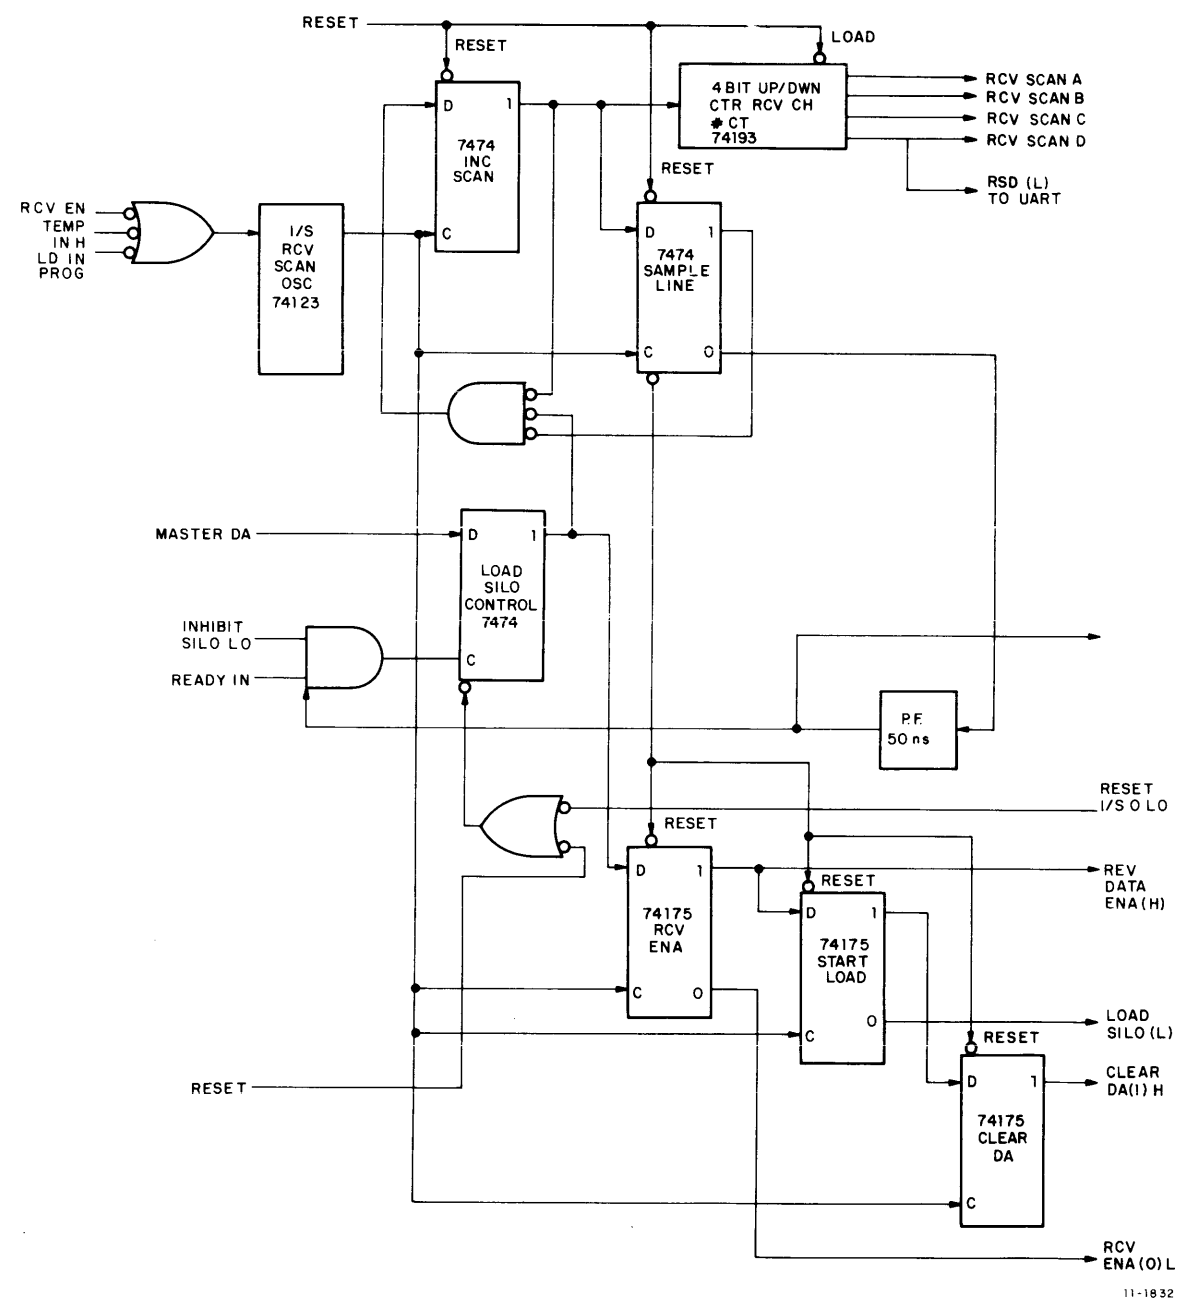 RESET
RESET
LOAD
D 1
7474
INC
SCAN
C
4 BIT UP/DWN
CTR RCV CH
# CT
74193
RCV SCAN A
RCV SCAN B
RCV SCAN C
RCV SCAN D
RSD (L)
TO UART
RESET
RCV EN
TEMP
IN H
LD IN
PROG
1/S
RCV
SCAN
OSC
74123
D 1
7474
SAMPLE
LINE
C 0
MASTER DA
D 1
LOAD
SILO
CONTROL
7474
C
INHIBIT
SILO LO
READY IN
P.F.
50 ns
RESET
1/S O LO
RESET
D 1
74175
RCV
ENA
C 0
RESET
D 1
74175
START
LOAD
C 0
REV
DATA
ENA (H)
LOAD
SILO (L)
RESET
D 1
74175
CLEAR
DA
C
CLEAR
DA(1) H
RESET
RCV
ENA (0) L
11-1832